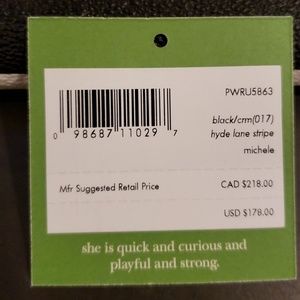 PWRU5863
0 98687 11029 7
black/crm(017)
hyde lane stripe
michele
Mfr Suggested Retail Price CAD $218.00
USD $178.00
she is quick and curious and
playful and strong.